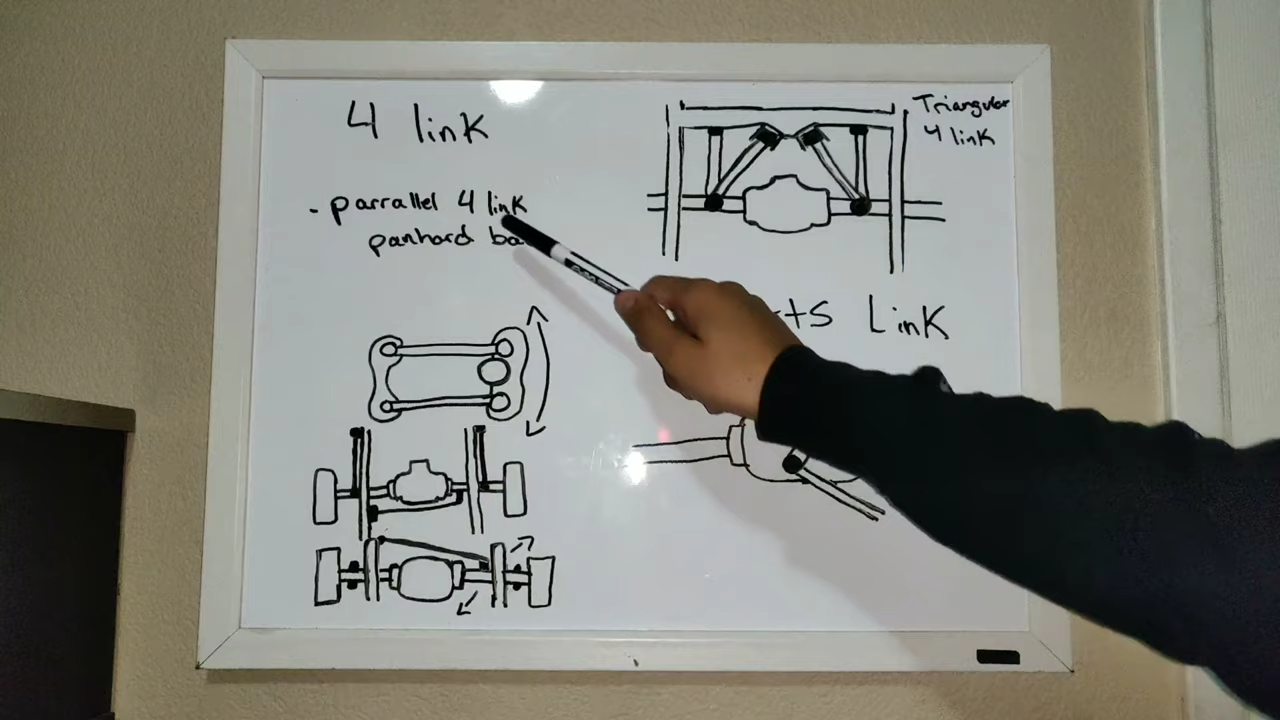 4 link
- parrallel 4 link
panhard
Triangular
4 link
Link